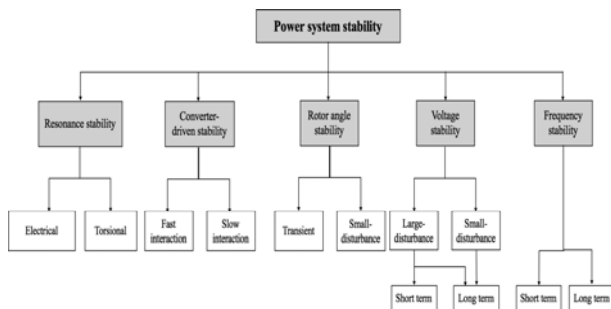 Power system stability
Resonance stability
Converter-
driven stability
Rotor angle
stability
Voltage
stability
Frequency
stability
Electrical
Torsional
Fast
interaction
Slow
interaction
Transient
Small-
disturbance
Large-
disturbance
Small-
disturbance
Short term
Long term
Short term
Long term